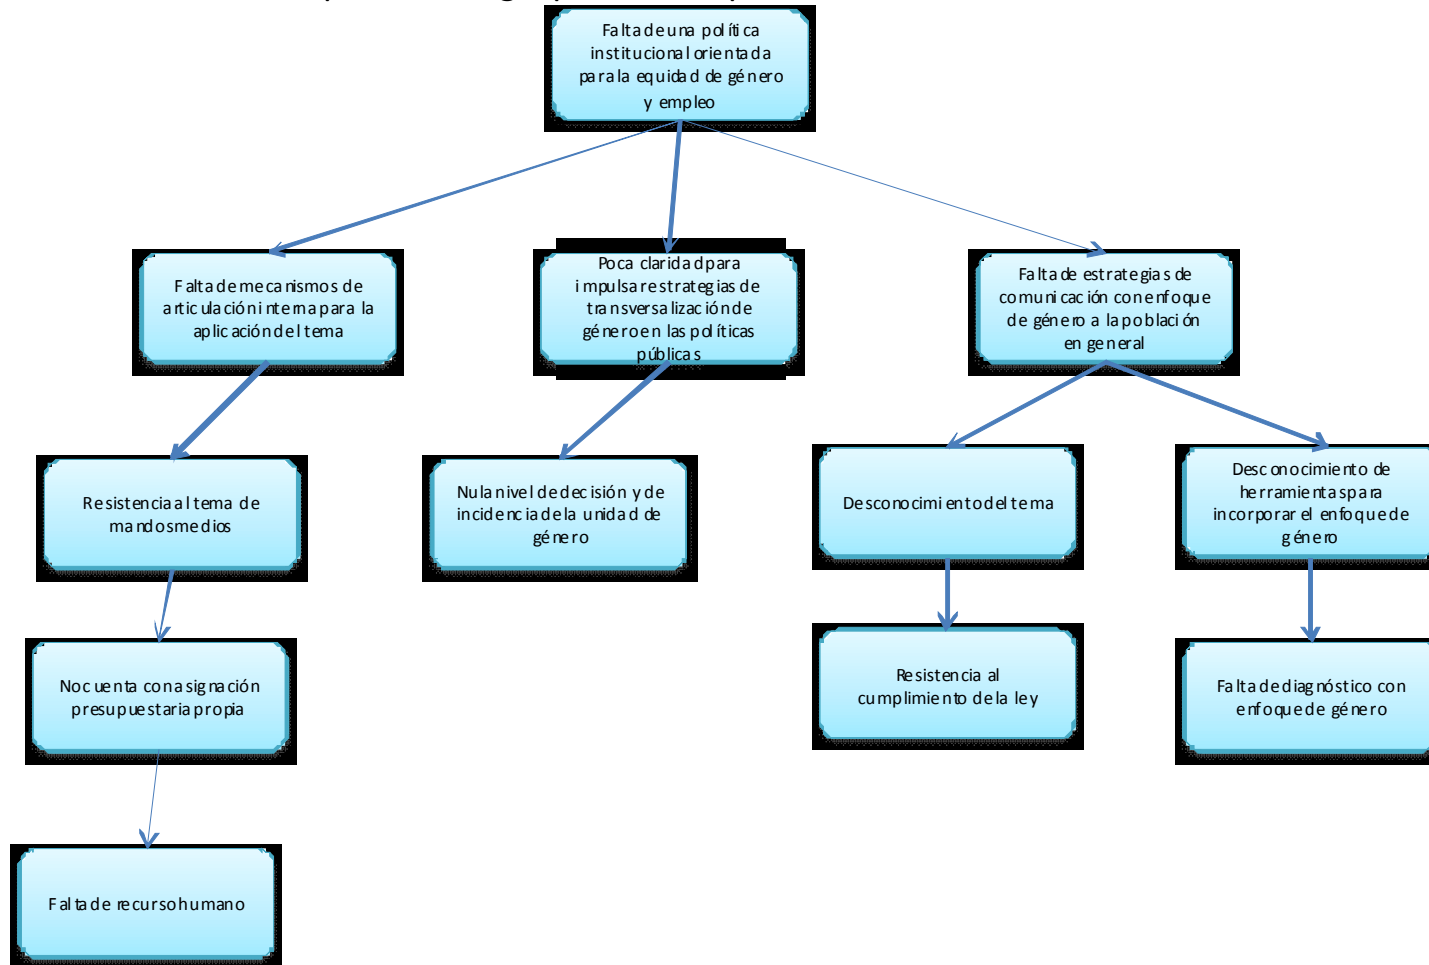 Falta de una política
institucional orientada
para la equidad de género
y empleo
Falta de mecanismos de
articulación interna para la
aplicación del tema
Poca claridad para
impulsar estrategias de
transversalización de
género en las políticas
públicas
Falta de estrategias de
comunicación con enfoque
de género a la población
en general
Resistencia al tema de
mandos medios
Nula nivel de decisión y de
incidencia de la unidad de
género
Desconocimiento del tema
Desconocimiento de
herramientas para
incorporar el enfoque de
género
No cuenta con asignación
presupuestaria propia
Resistencia al
cumplimiento de la ley
Falta de diagnóstico con
enfoque de género
Falta de recurso humano